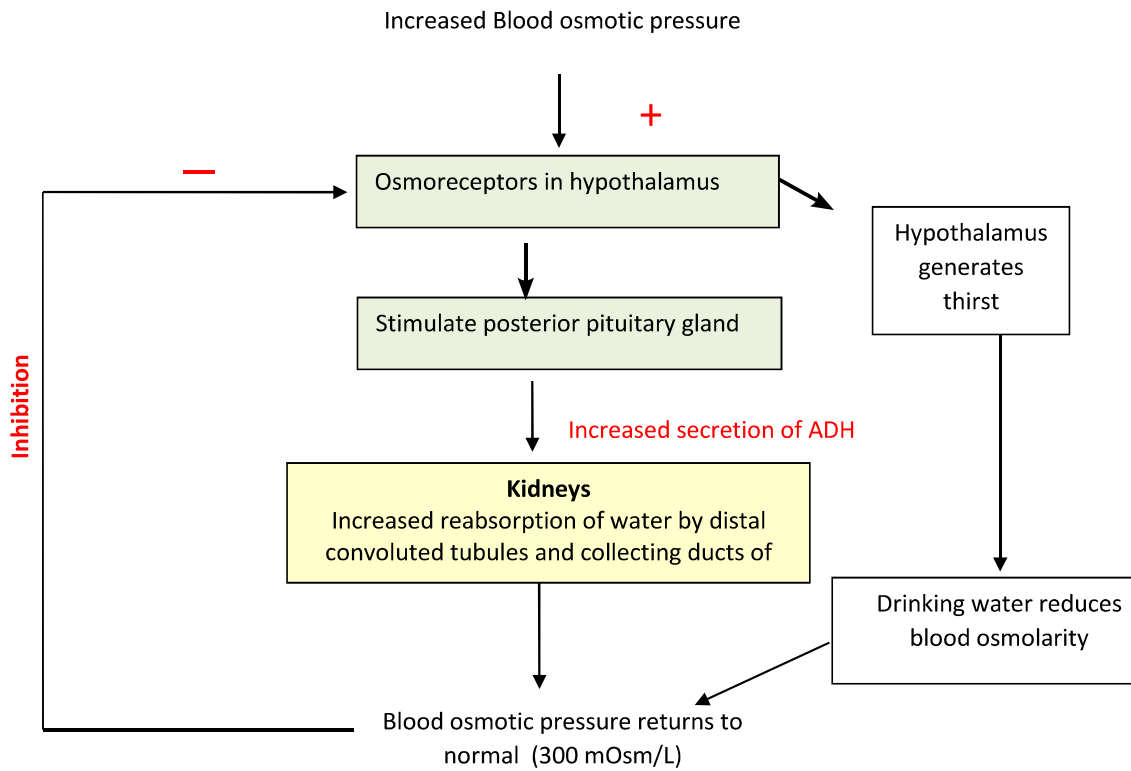 Increased Blood osmotic pressure
+
—
Osmoreceptors in hypothalamus
Hypothalamus
generates
thirst
Stimulate posterior pituitary gland
Inhibition
Increased secretion of ADH
Kidneys
Increased reabsorption of water by distal
convoluted tubules and collecting ducts of
Drinking water reduces
blood osmolarity
Blood osmotic pressure returns to
normal (300 mOsm/L)